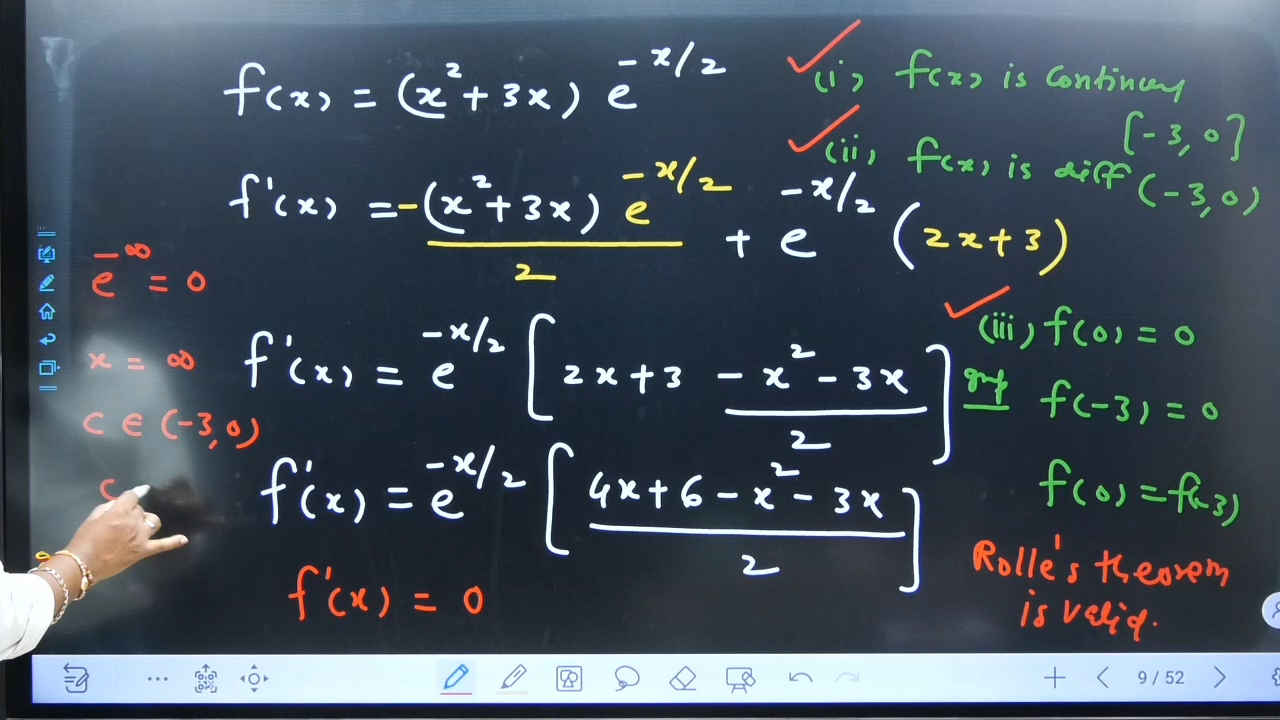 f(x) = (x² + 3x) e^{-x/2}
f'(x) = -(x² + 3x) e^{-x/2} / 2 + e^{-x/2} (2x+3)
f'(x) = e^{-x/2} [2x+3 - x² - 3x / 2]
f'(x) = e^{-x/2} [4x+6 - x² - 3x / 2]
f'(x) = 0
e^{-∞} = 0
x = ∞
c ∈ (-3,0)
c
(i), f(x) is
[-3,0]
(ii), f(x) is diff (-3,0)
(iii), f(0) = 0
f(-3) = 0
f(0) = f(-3)
Rolle's theorem
is valid.
9 / 52